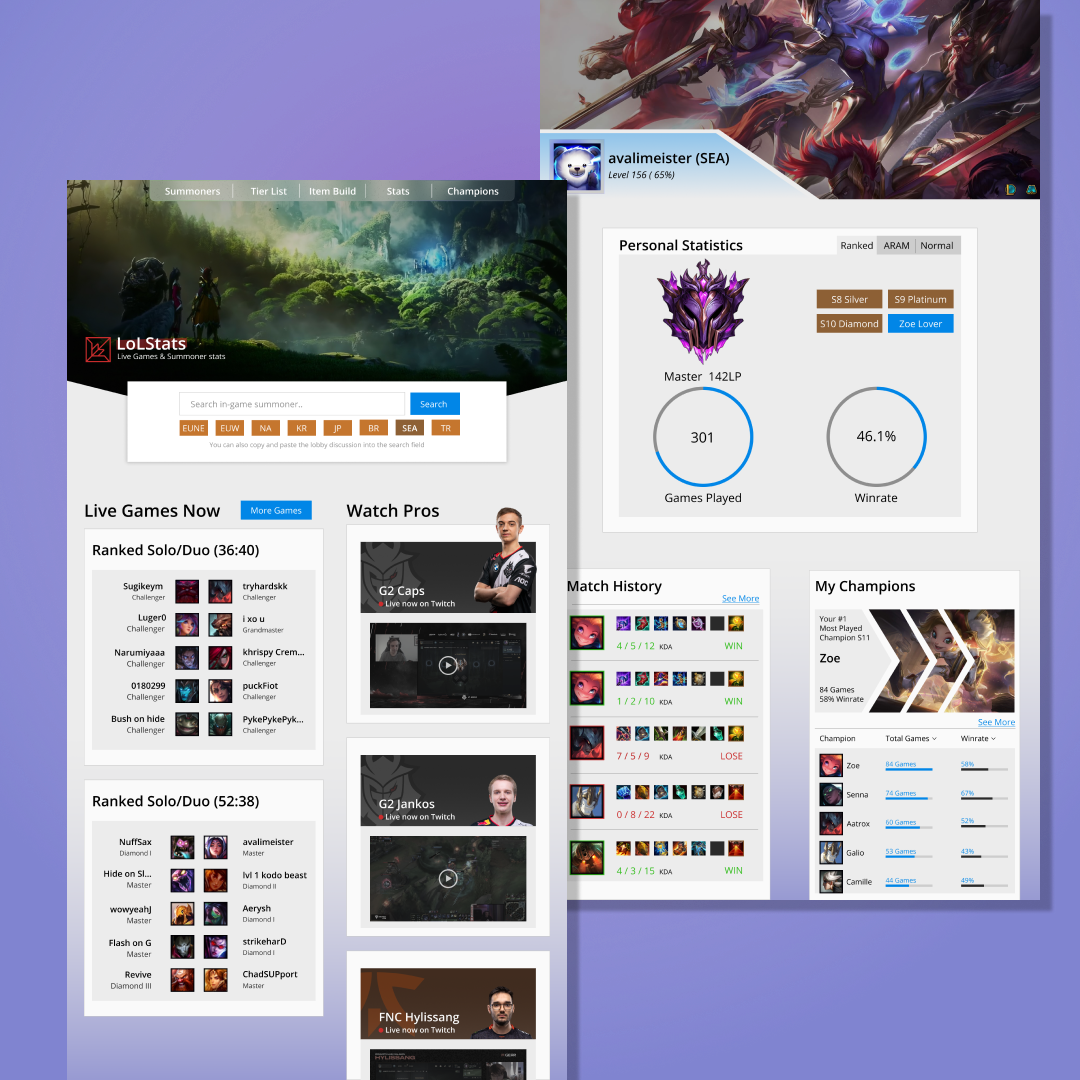 avalimeister (SEA)
Level 156 ( 65%)
Personal Statistics
Ranked ARAM Normal
S8 Silver S9 Platinum
S10 Diamond Zoe Lover
Master 142LP
301 46.1%
Games Played Winrate
Match History
See More
4 / 5 / 12 KDA WIN
1 / 2 / 10 KDA WIN
7 / 5 / 9 KDA LOSE
0 / 8 / 22 KDA LOSE
4 / 3 / 15 KDA WIN
My Champions
Your #1
Most Played
Champion S11
Zoe
84 Games
58% Winrate
See More
Champion Total Games Winrate
Zoe 84 Games 58%
Senna 74 Games 67%
Aatrox 60 Games 52%
Galio 53 Games 43%
Camille 44 Games 49%
Summoners Tier List Item Build Stats Champions
LoLStats
Live Games & Summoner stats
Search in-game summoner.. Search
EUNE EUW NA KR JP BR SEA TR
You can also copy and paste the lobby discussion into the search field
Live Games Now More Games
Ranked Solo/Duo (36:40)
Sugikeym tryhardskk
Challenger Challenger
Luger0 i xo u
Challenger Grandmaster
Narumiyaaa khrispy Crem...
Challenger Challenger
0180299 puckFiot
Challenger Challenger
Bush on hide PykePykePyk...
Challenger Challenger
Ranked Solo/Duo (52:38)
NuffSax avalimeister
Diamond I Master
Hide on Sl... lvl 1 kodo beast
Master Diamond II
wowyeahJ Aerysh
Master Diamond I
Flash on G strikeharD
Master Diamond I
Revive ChadSUPport
Diamond III Master
Watch Pros
G2 Caps
Live now on Twitch
AOC
G2 Jankos
Live now on Twitch
FNC Hylissang
Live now on Twitch
HYLISSANG